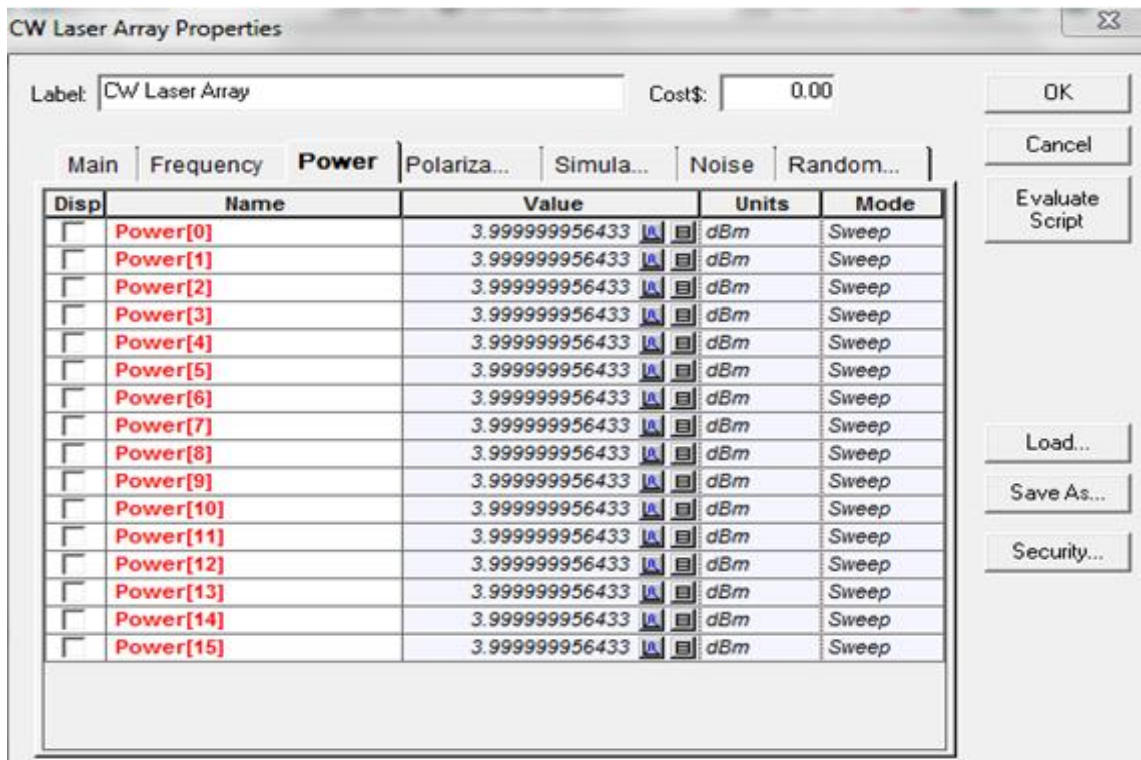 CW Laser Array Properties
Label: CW Laser Array Cost$: 0.00 OK
Cancel
Main Frequency Power Polariza... Simula... Noise Random...
Evaluate Script
Disp Name Value Units Mode
Power[0] 3.999999956433 dBm Sweep
Power[1] 3.999999956433 dBm Sweep
Power[2] 3.999999956433 dBm Sweep
Power[3] 3.999999956433 dBm Sweep
Power[4] 3.999999956433 dBm Sweep
Power[5] 3.999999956433 dBm Sweep
Power[6] 3.999999956433 dBm Sweep
Power[7] 3.999999956433 dBm Sweep
Power[8] 3.999999956433 dBm Sweep
Power[9] 3.999999956433 dBm Sweep
Power[10] 3.999999956433 dBm Sweep
Power[11] 3.999999956433 dBm Sweep
Power[12] 3.999999956433 dBm Sweep
Power[13] 3.999999956433 dBm Sweep
Power[14] 3.999999956433 dBm Sweep
Power[15] 3.999999956433 dBm Sweep
Load...
Save As...
Security...